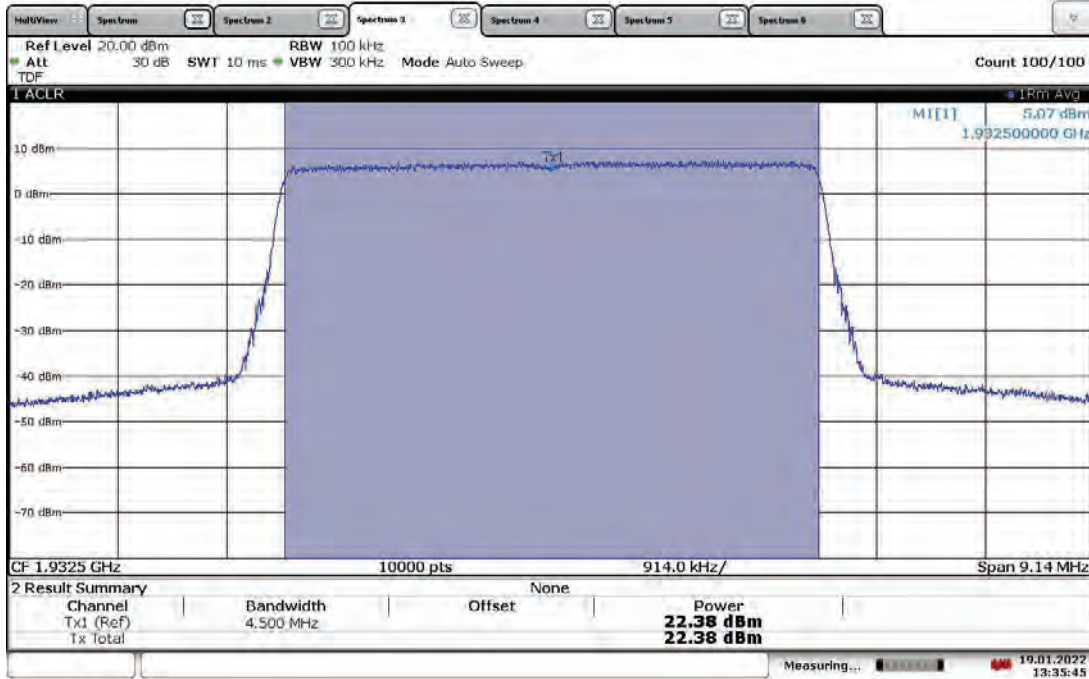 MultiView Spectrum Spectrum 2 Spectrum 3 Spectrum 4 Spectrum 5 Spectrum 6
Ref Level 20.00 dBm RBW 100 kHz
Att 30 dB SWT 10 ms VBW 300 kHz Mode Auto Sweep Count 100/100
TDF
1 ACLR 1Rm Avg
M1[1] 5.07 dBm
1.932500000 GHz
10 dBm
Tx1
0 dBm
-10 dBm
-20 dBm
-30 dBm
-40 dBm
-50 dBm
-60 dBm
-70 dBm
CF 1.9325 GHz 10000 pts 914.0 kHz/ Span 9.14 MHz
2 Result Summary None
Channel Bandwidth Offset Power
Tx1 (Ref) 4.500 MHz 22.38 dBm
Tx Total 22.38 dBm
Measuring... 19.01.2022
13:35:45